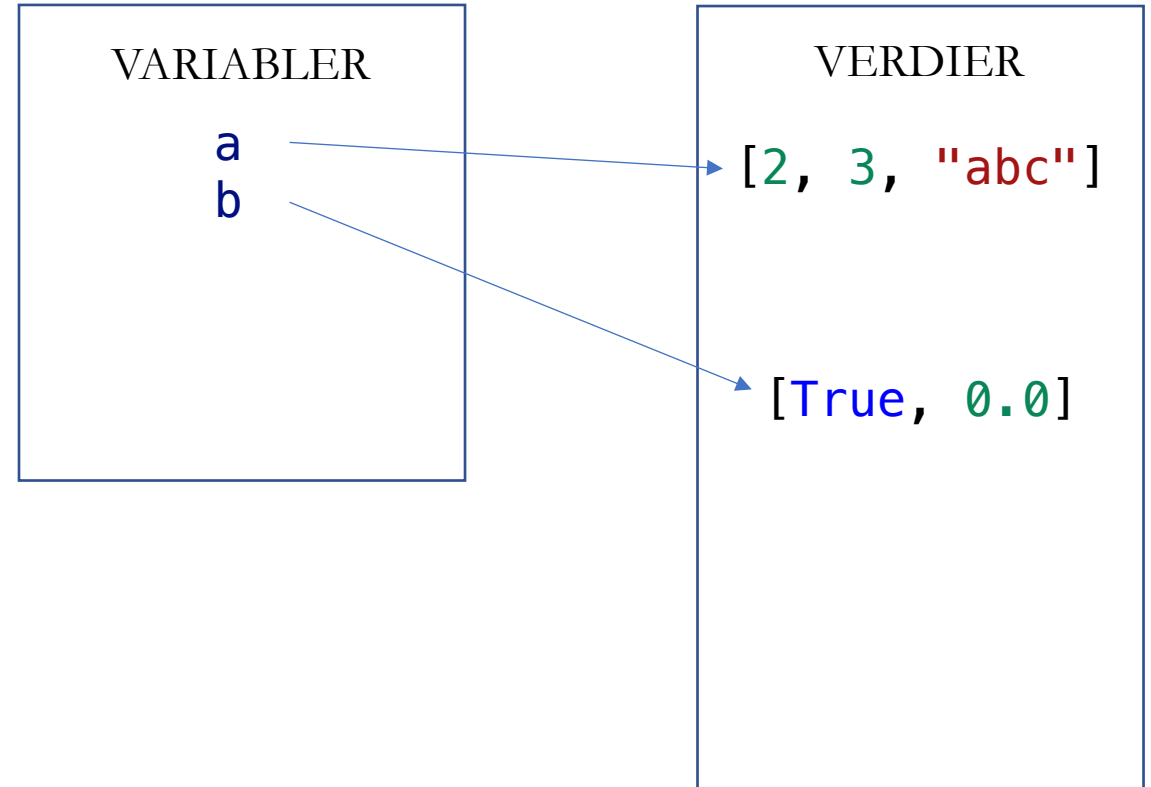 VARIABLER
a
b
VERDIER
[2, 3, "abc"]
[True, 0.0]